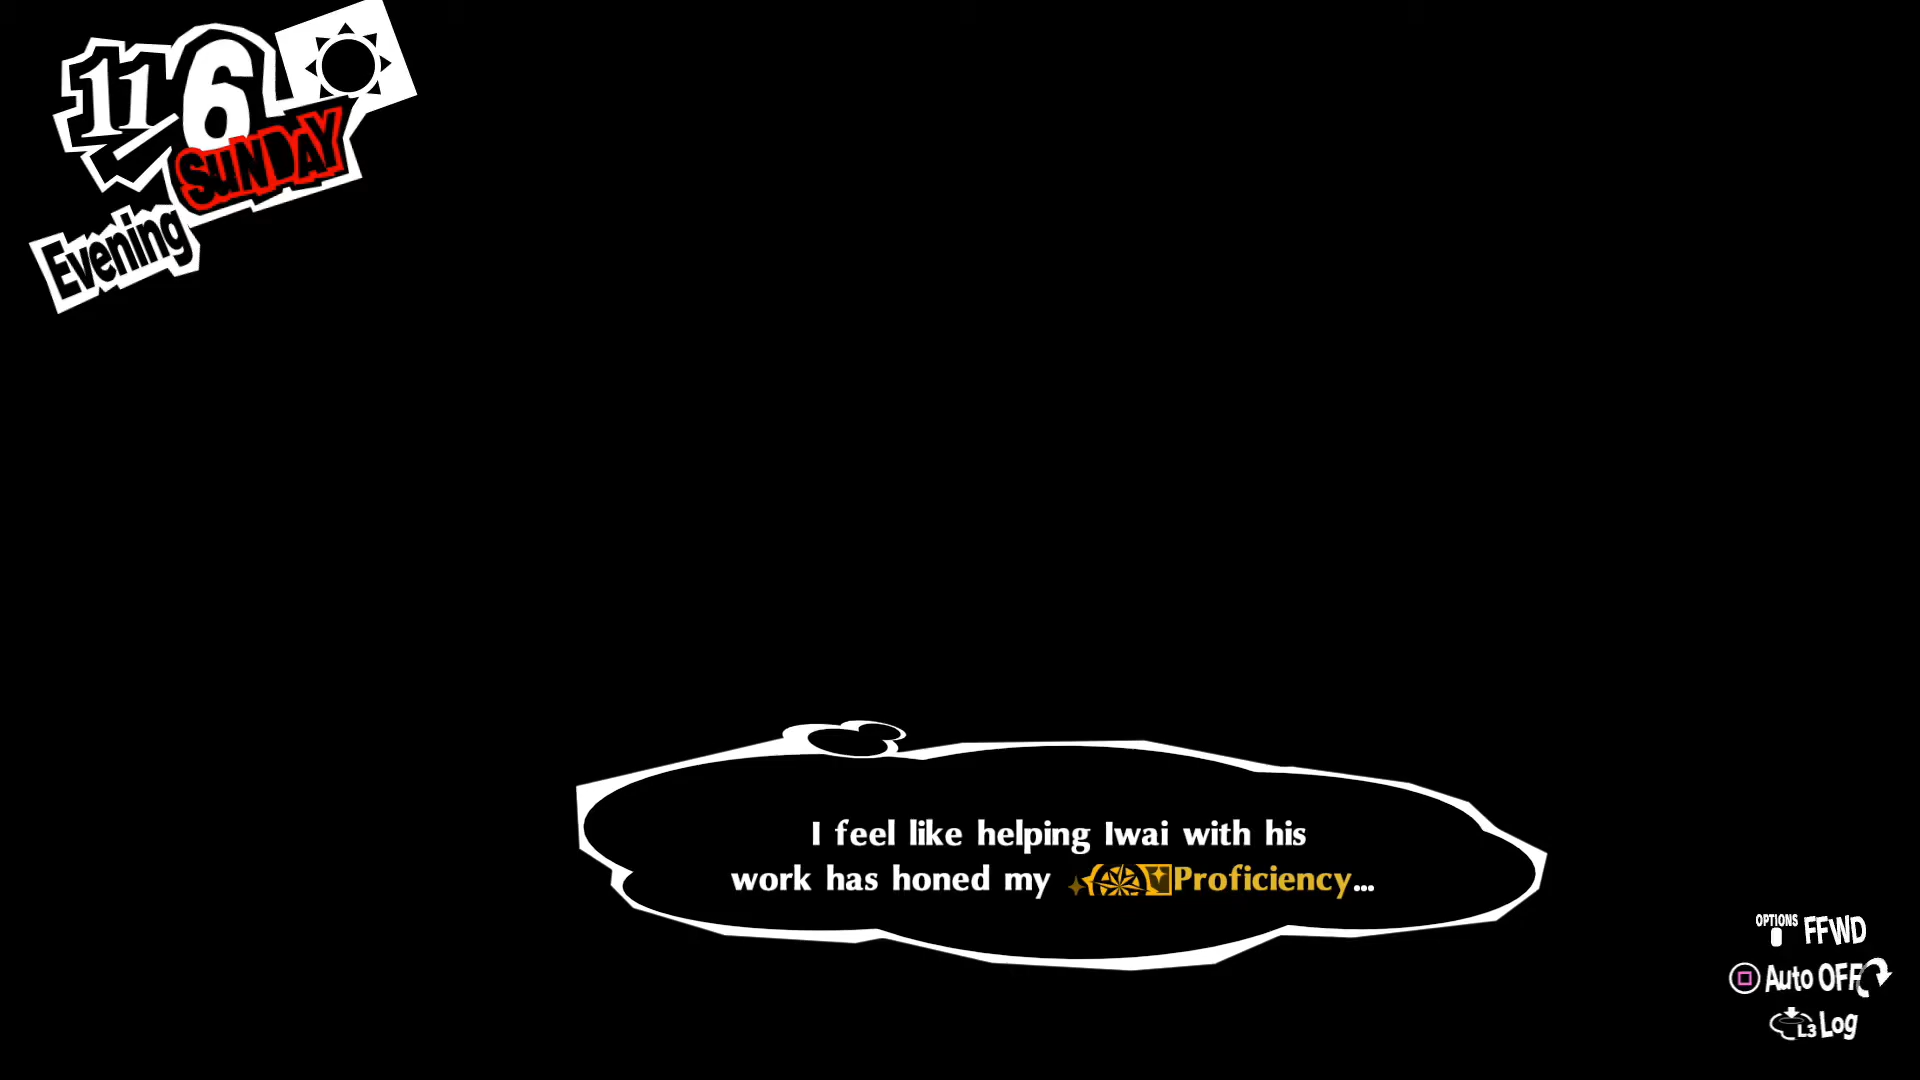 11/6
SUNDAY
Evening
I feel like helping Iwai with his
work has honed my Proficiency...
OPTIONS FFWD
Auto OFF
L3 Log